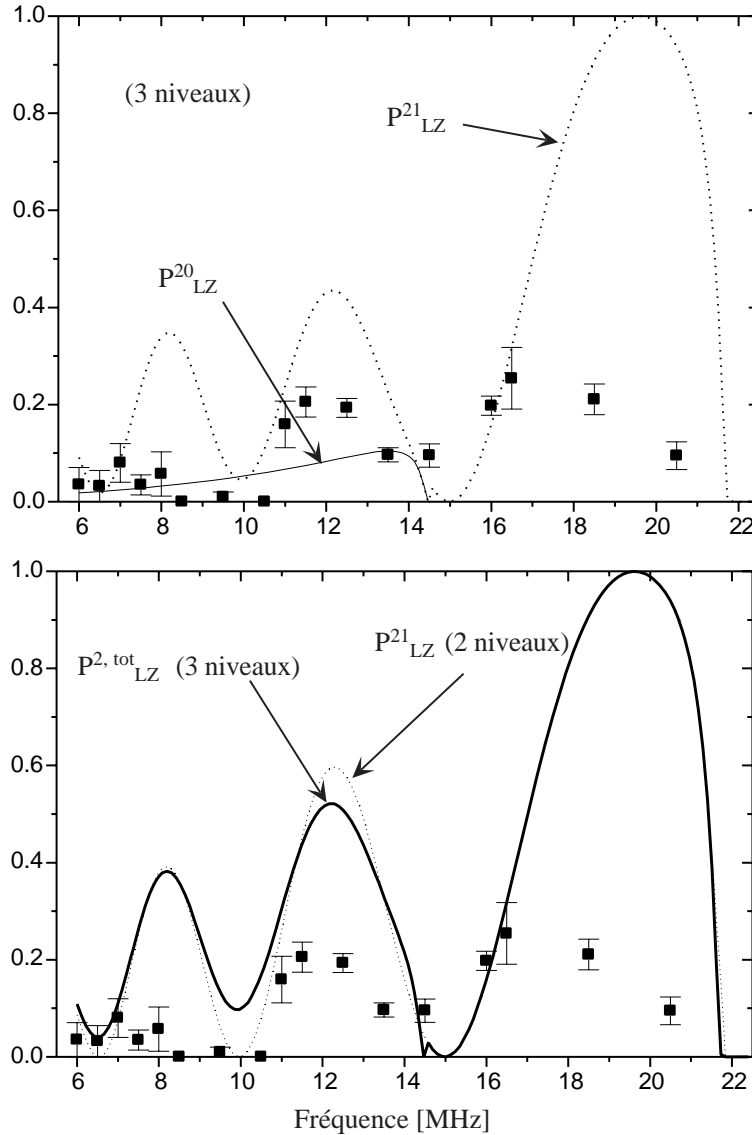 1.0
(3 niveaux)
P²¹LZ
0.8
0.6
P²⁰LZ
0.4
0.2
0.0
6 8 10 12 14 16 18 20 22
1.0
P²,ᵗᵒᵗLZ (3 niveaux)
P²¹LZ (2 niveaux)
0.8
0.6
0.4
0.2
0.0
6 8 10 12 14 16 18 20 22
Fréquence [MHz]